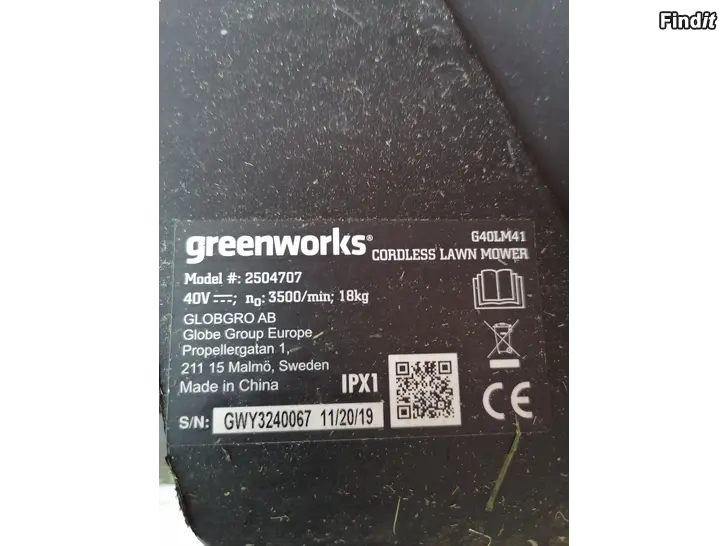 Findit
greenworks®
G40LM41
CORDLESS LAWN MOWER
Model #: 2504707
40V ⎓; n₀: 3500/min; 18kg
GLOBGRO AB
Globe Group Europe
Propellergatan 1,
211 15 Malmö, Sweden
Made in China
IPX1
CE
S/N: GWY3240067 11/20/19